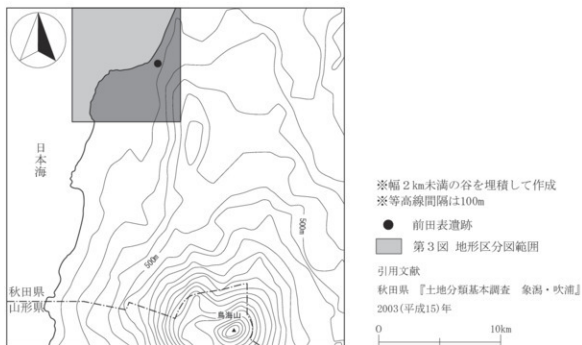 日本海
500m
500m
秋田県
山形県
鳥海山
※幅2km未満の谷を埋積して作成
※等高線間隔は100m
前田表遺跡
第3図 地形区分図範囲
引用文献
秋田県 『土地分類基本調査 象潟・吹浦』
2003(平成15)年
0 10km